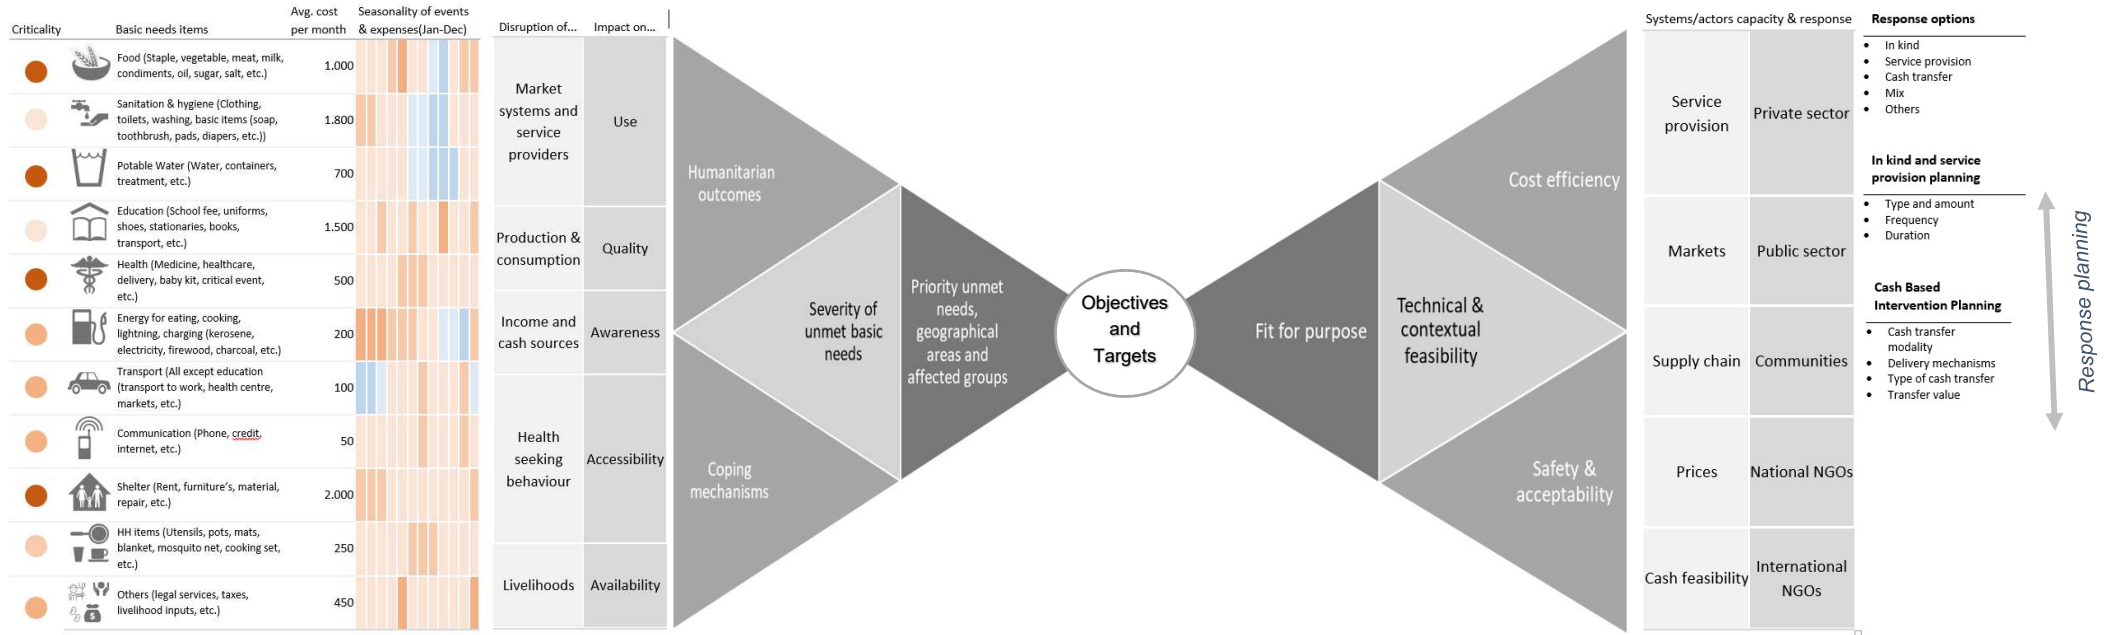 Criticality
Basic needs items
Avg. cost
per month
Seasonality of events
& expenses(Jan-Dec)
Food (Staple, vegetable, meat, milk,
condiments, oil, sugar, salt, etc.)
1.000
Sanitation & hygiene (Clothing,
toilets, washing, basic items (soap,
toothbrush, pads, diapers, etc.))
1.800
Potable Water (Water, containers,
treatment, etc.)
700
Education (School fee, uniforms,
shoes, stationaries, books,
transport, etc.)
1.500
Health (Medicine, healthcare,
delivery, baby kit, critical event,
etc.)
500
Energy for eating, cooking,
lightning, charging (kerosene,
electricity, firewood, charcoal, etc.)
200
Transport (All except education
(transport to work, health centre,
markets, etc.)
100
Communication (Phone, credit,
internet, etc.)
50
Shelter (Rent, furniture's, material,
repair, etc.)
2.000
HH items (Utensils, pots, mats,
blanket, mosquito net, cooking set,
etc.)
250
Others (legal services, taxes,
livelihood inputs, etc.)
450
Disruption of...
Impact on...
Market
systems and
service
providers
Use
Production &
consumption
Quality
Income and
cash sources
Awareness
Health
seeking
behaviour
Accessibility
Livelihoods
Availability
Humanitarian
outcomes
Severity of
unmet basic
needs
Coping
mechanisms
Priority unmet
needs,
geographical
areas and
affected groups
Objectives
and
Targets
Fit for purpose
Technical &
contextual
feasibility
Cost efficiency
Safety &
acceptability
Systems/actors capacity & response
Service
provision
Private sector
Markets
Public sector
Supply chain
Communities
Prices
National NGOs
Cash feasibility
International
NGOs
Response options
• In kind
• Service provision
• Cash transfer
• Mix
• Others
In kind and service
provision planning
• Type and amount
• Frequency
• Duration
Cash Based
Intervention Planning
• Cash transfer
modality
• Delivery mechanisms
• Type of cash transfer
• Transfer value
Response planning